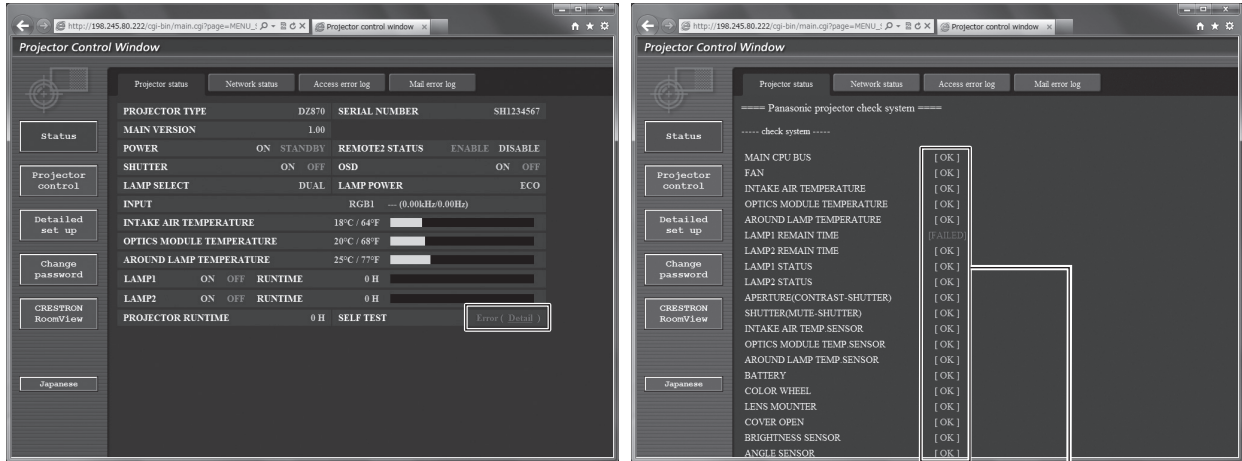 http://198.245.80.222/cgi-bin/main.cgi?page=MENU_S Projector control window
Projector Control Window
Projector status Network status Access error log Mail error log
PROJECTOR TYPE DZ870 SERIAL NUMBER SH1234567
MAIN VERSION 1.00
POWER ON STANDBY REMOTE2 STATUS ENABLE DISABLE
SHUTTER ON OFF OSD ON OFF
LAMP SELECT DUAL LAMP POWER ECO
INPUT RGB1 --- (0.00kHz/0.00Hz)
INTAKE AIR TEMPERATURE 18°C / 64°F
OPTICS MODULE TEMPERATURE 20°C / 68°F
AROUND LAMP TEMPERATURE 25°C / 77°F
LAMP1 ON OFF RUNTIME 0 H
LAMP2 ON OFF RUNTIME 0 H
PROJECTOR RUNTIME 0 H SELF TEST Error ( Detail )
Status
Projector
control
Detailed
set up
Change
password
CRESTRON
RoomView
Japanese
http://198.245.80.222/cgi-bin/main.cgi?page=MENU_S Projector control window
Projector Control Window
Projector status Network status Access error log Mail error log
==== Panasonic projector check system ====
----- check system -----
MAIN CPU BUS [ OK ]
FAN [ OK ]
INTAKE AIR TEMPERATURE [ OK ]
OPTICS MODULE TEMPERATURE [ OK ]
AROUND LAMP TEMPERATURE [ OK ]
LAMP1 REMAIN TIME [FAILED]
LAMP2 REMAIN TIME [ OK ]
LAMP1 STATUS [ OK ]
LAMP2 STATUS [ OK ]
APERTURE(CONTRAST-SHUTTER) [ OK ]
SHUTTER(MUTE-SHUTTER) [ OK ]
INTAKE AIR TEMP.SENSOR [ OK ]
OPTICS MODULE TEMP.SENSOR [ OK ]
AROUND LAMP TEMP.SENSOR [ OK ]
BATTERY [ OK ]
COLOR WHEEL [ OK ]
LENS MOUNTER [ OK ]
COVER OPEN [ OK ]
BRIGHTNESS SENSOR [ OK ]
ANGLE SENSOR [ OK ]
Status
Projector
control
Detailed
set up
Change
password
CRESTRON
RoomView
Japanese